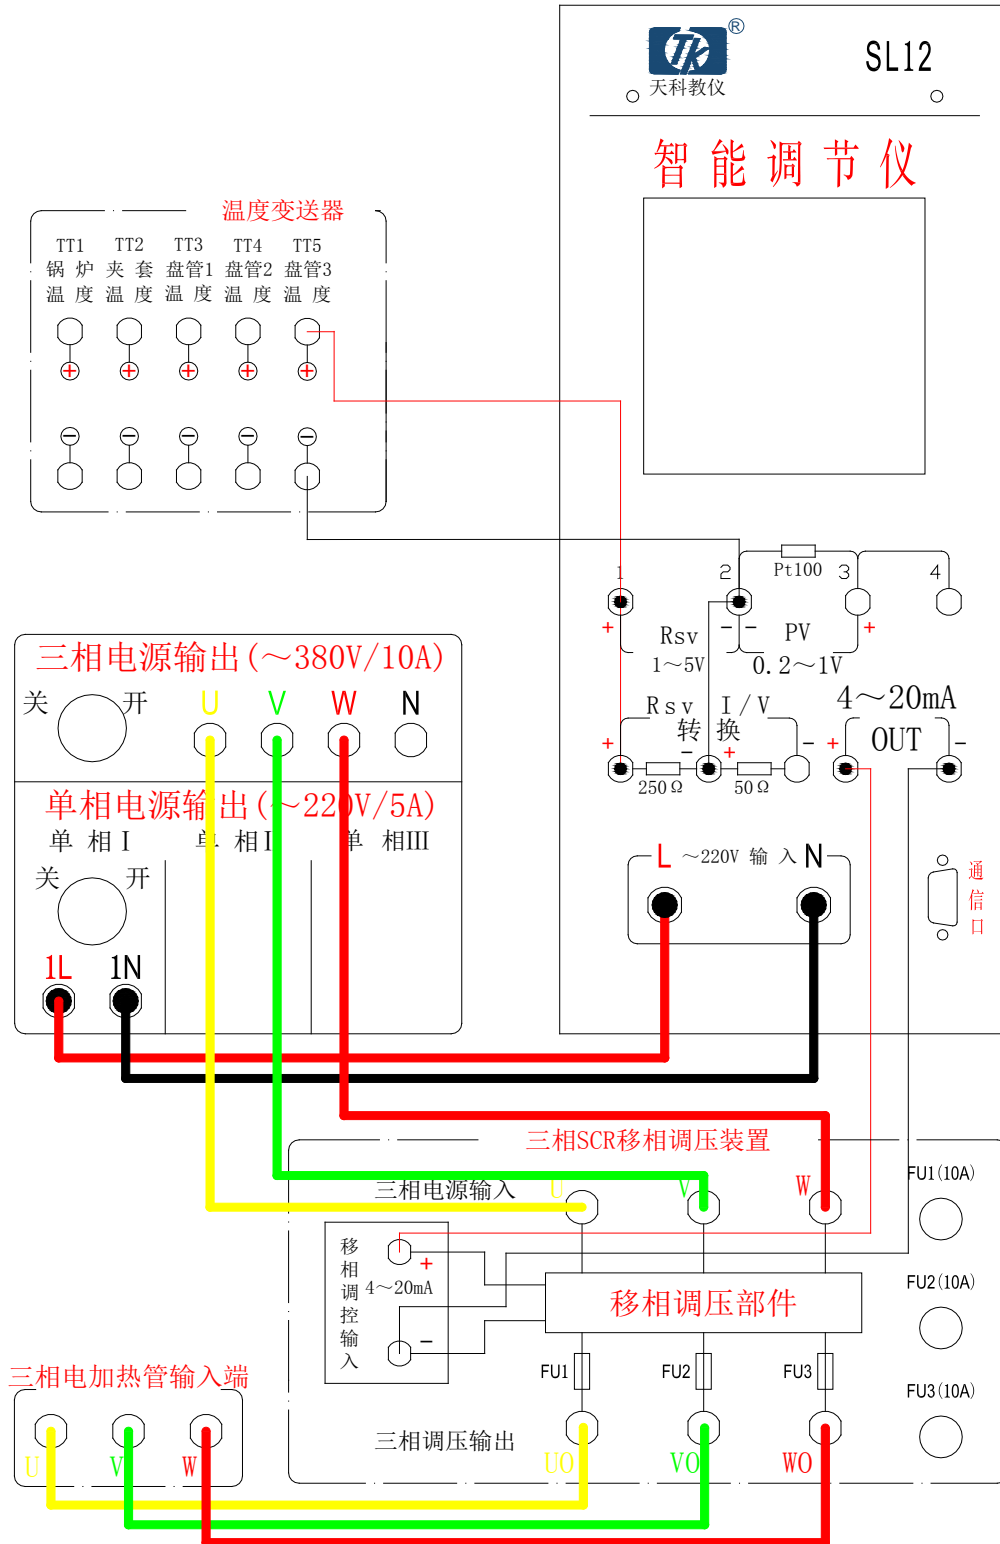 ®
天科教仪
SL12
智能调节仪
温度变送器
TT1 TT2 TT3 TT4 TT5
锅炉 夹套 盘管1 盘管2 盘管3
温度 温度 温度 温度 温度
+ + + + +
− − − − −
1 2 Pt100 3 4
+ Rsv − − PV +
1～5V 0.2～1V
三相电源输出(～380V/10A)
关 开 U V W N
Rsv I/V 4～20mA
转换 OUT
+ − + − + −
250Ω 50Ω
单相电源输出(～220V/5A)
单相I 单相I 单相III
关 开
L ～220V 输入 N
通信口
1L 1N
三相SCR移相调压装置
三相电源输入 U V W FU1(10A)
移相调控输入
+
4～20mA
−
移相调压部件
FU2(10A)
FU1 FU2 FU3
FU3(10A)
三相电加热管输入端
三相调压输出
U V W UO VO WO